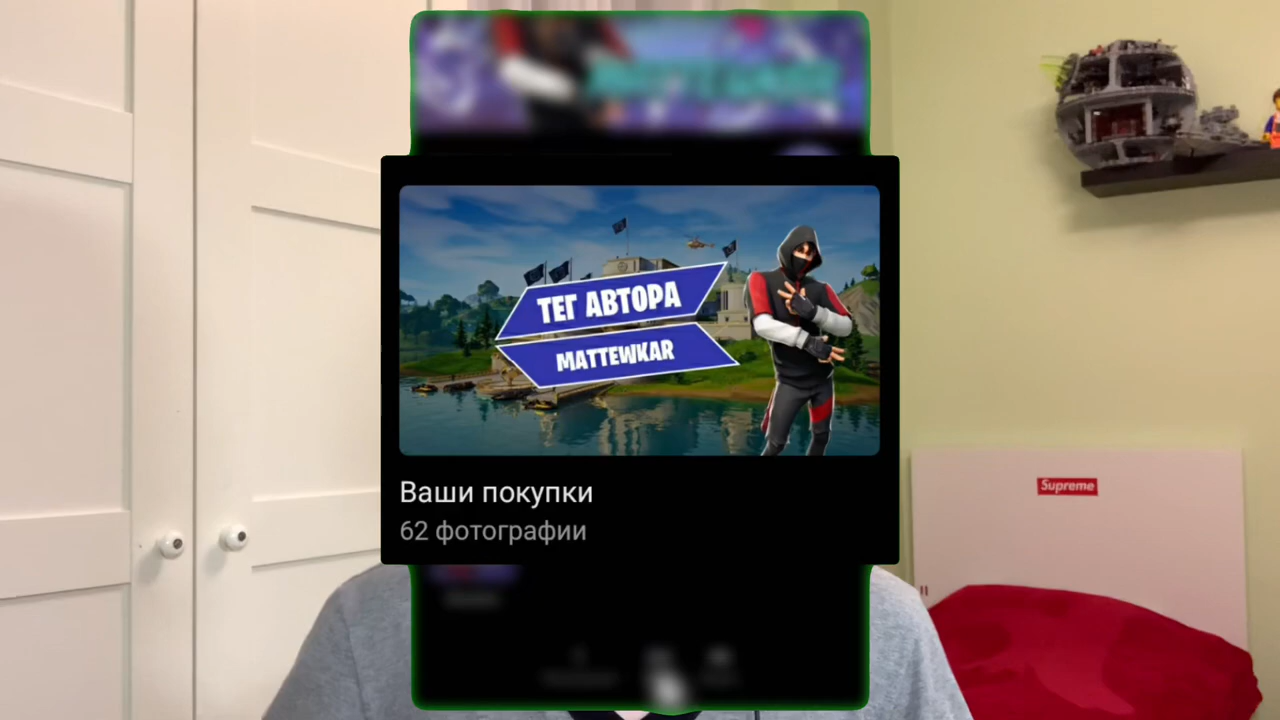 ТЕГ АВТОРА
MATTEWKAR
Ваши покупки
62 фотографии
Supreme